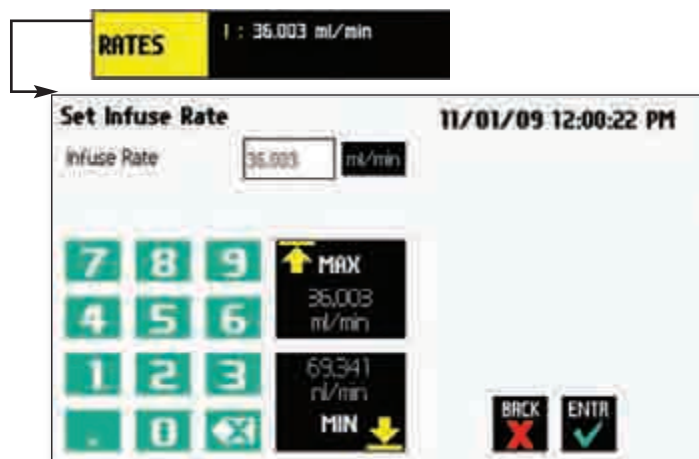 RATES
I : 36.003 ml/min
Set Infuse Rate 11/01/09 12:00:22 PM
Infuse Rate 36.003 ml/min
7 8 9 MAX
36.003
4 5 6 ml/min
1 2 3 69.341
nl/min
. 0 MIN
BACK ENTR